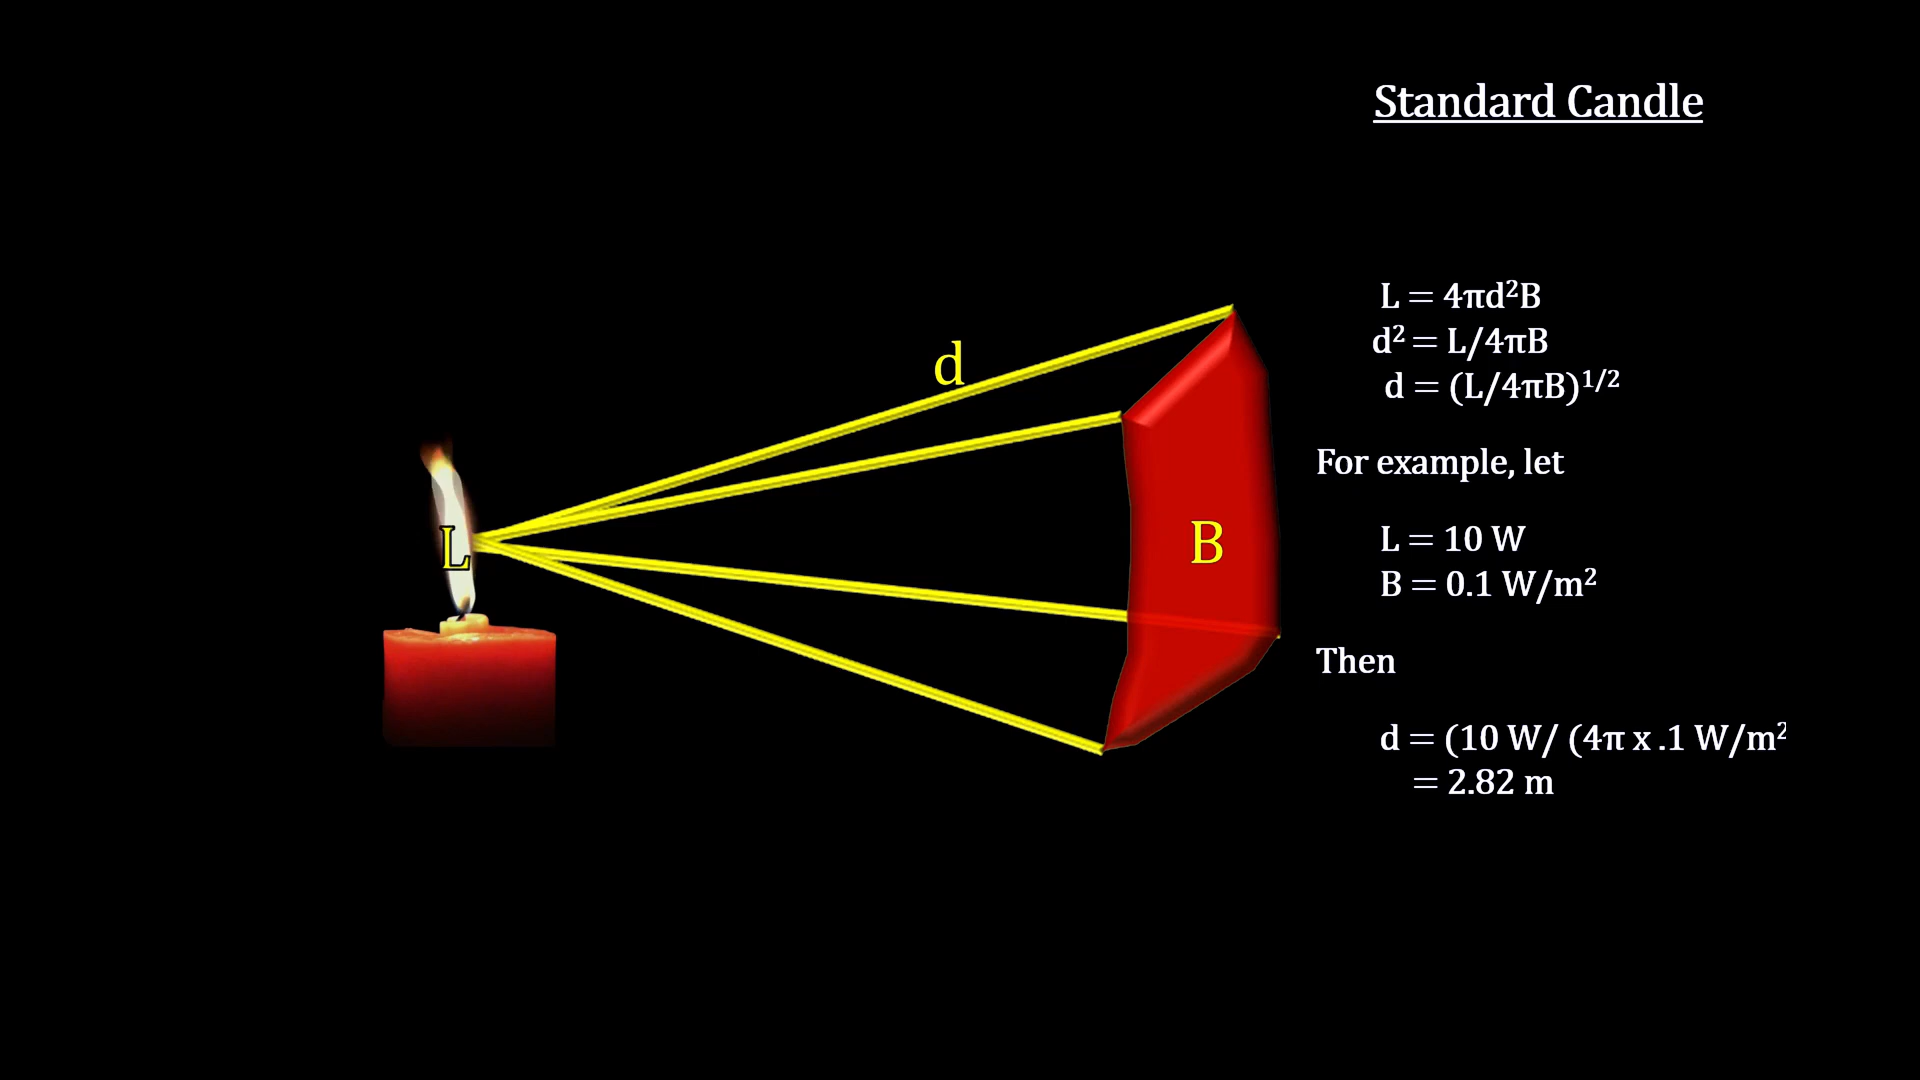 Standard Candle
L = 4πd²B
d² = L/4πB
d = (L/4πB)¹/²
d
For example, let
L
B
L = 10 W
B = 0.1 W/m²
Then
d = (10 W/ (4π x .1 W/m²
= 2.82 m